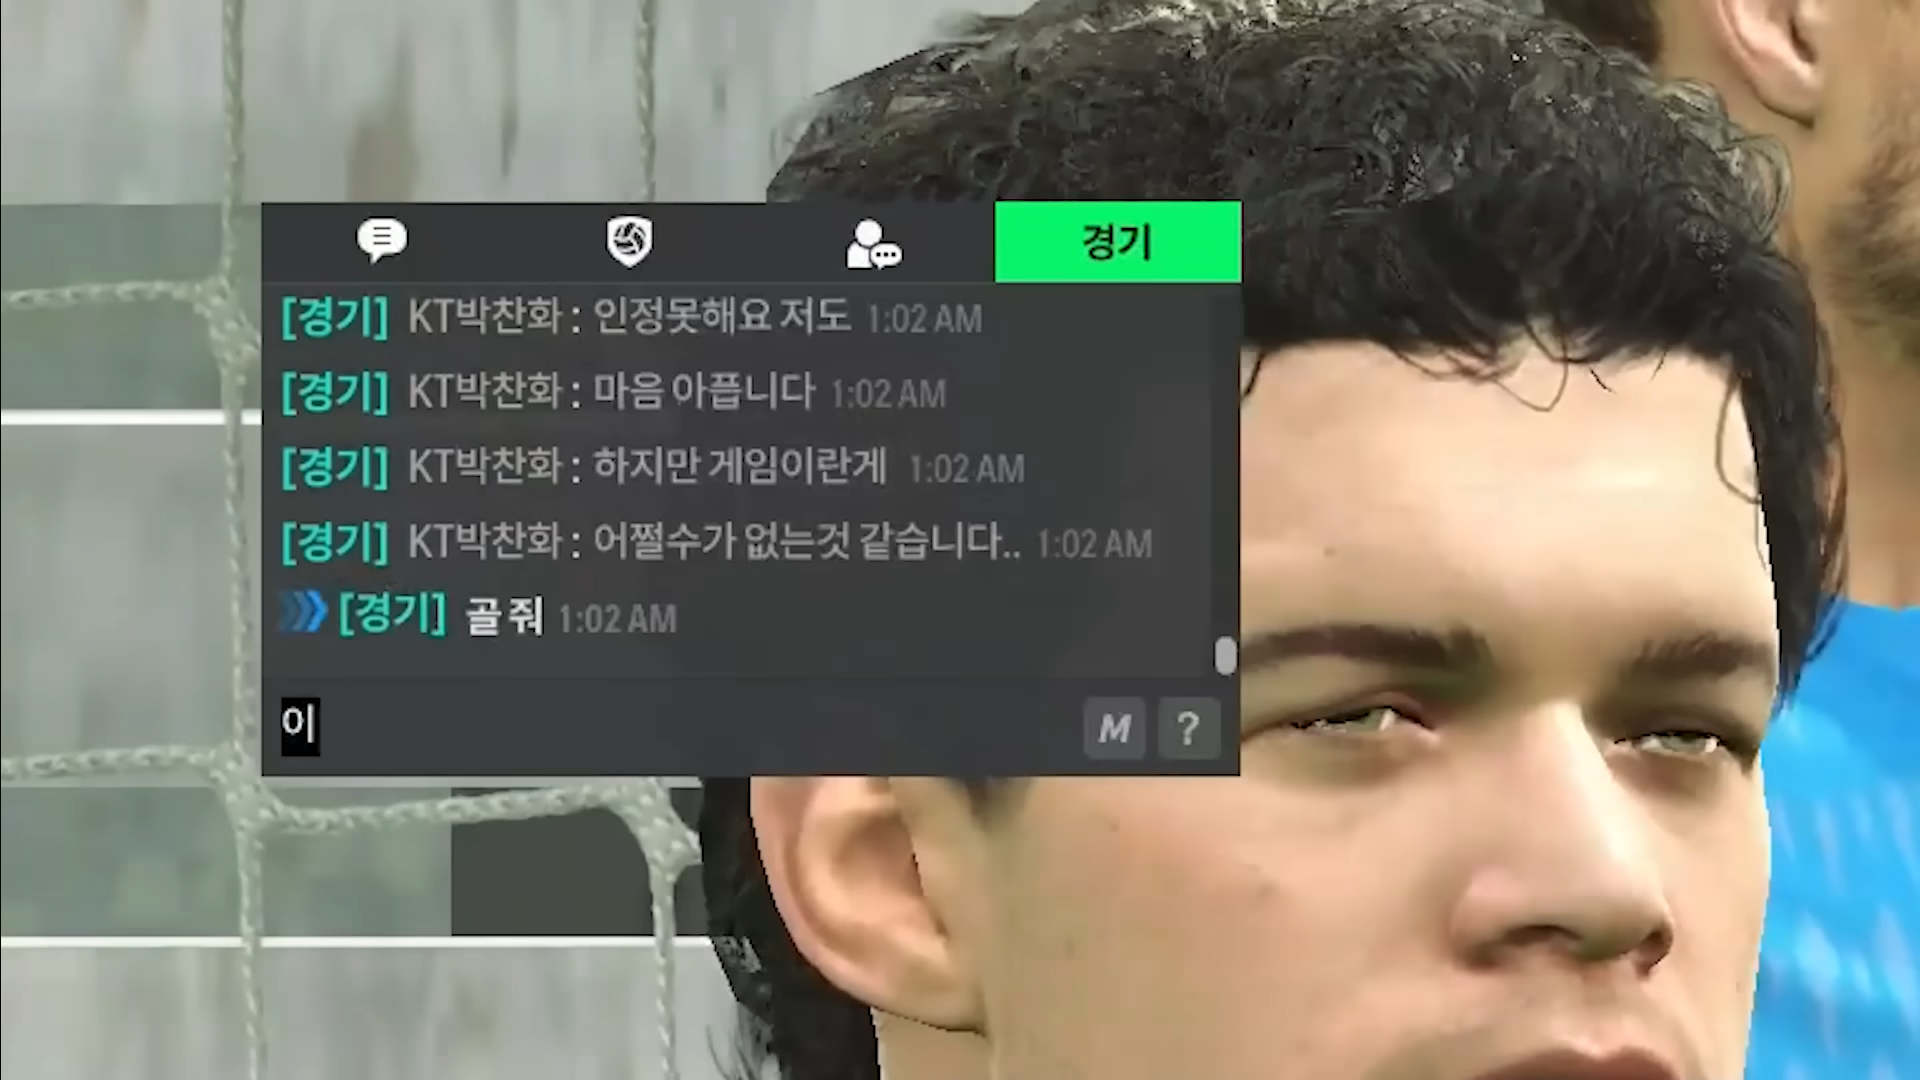 경기
[경기] KT박찬화 : 인정못해요 저도 1:02 AM
[경기] KT박찬화 : 마음 아픕니다 1:02 AM
[경기] KT박찬화 : 하지만 게임이란게 1:02 AM
[경기] KT박찬화 : 어쩔수가 없는것 같습니다.. 1:02 AM
[경기] 골 줘 1:02 AM
이
M ?